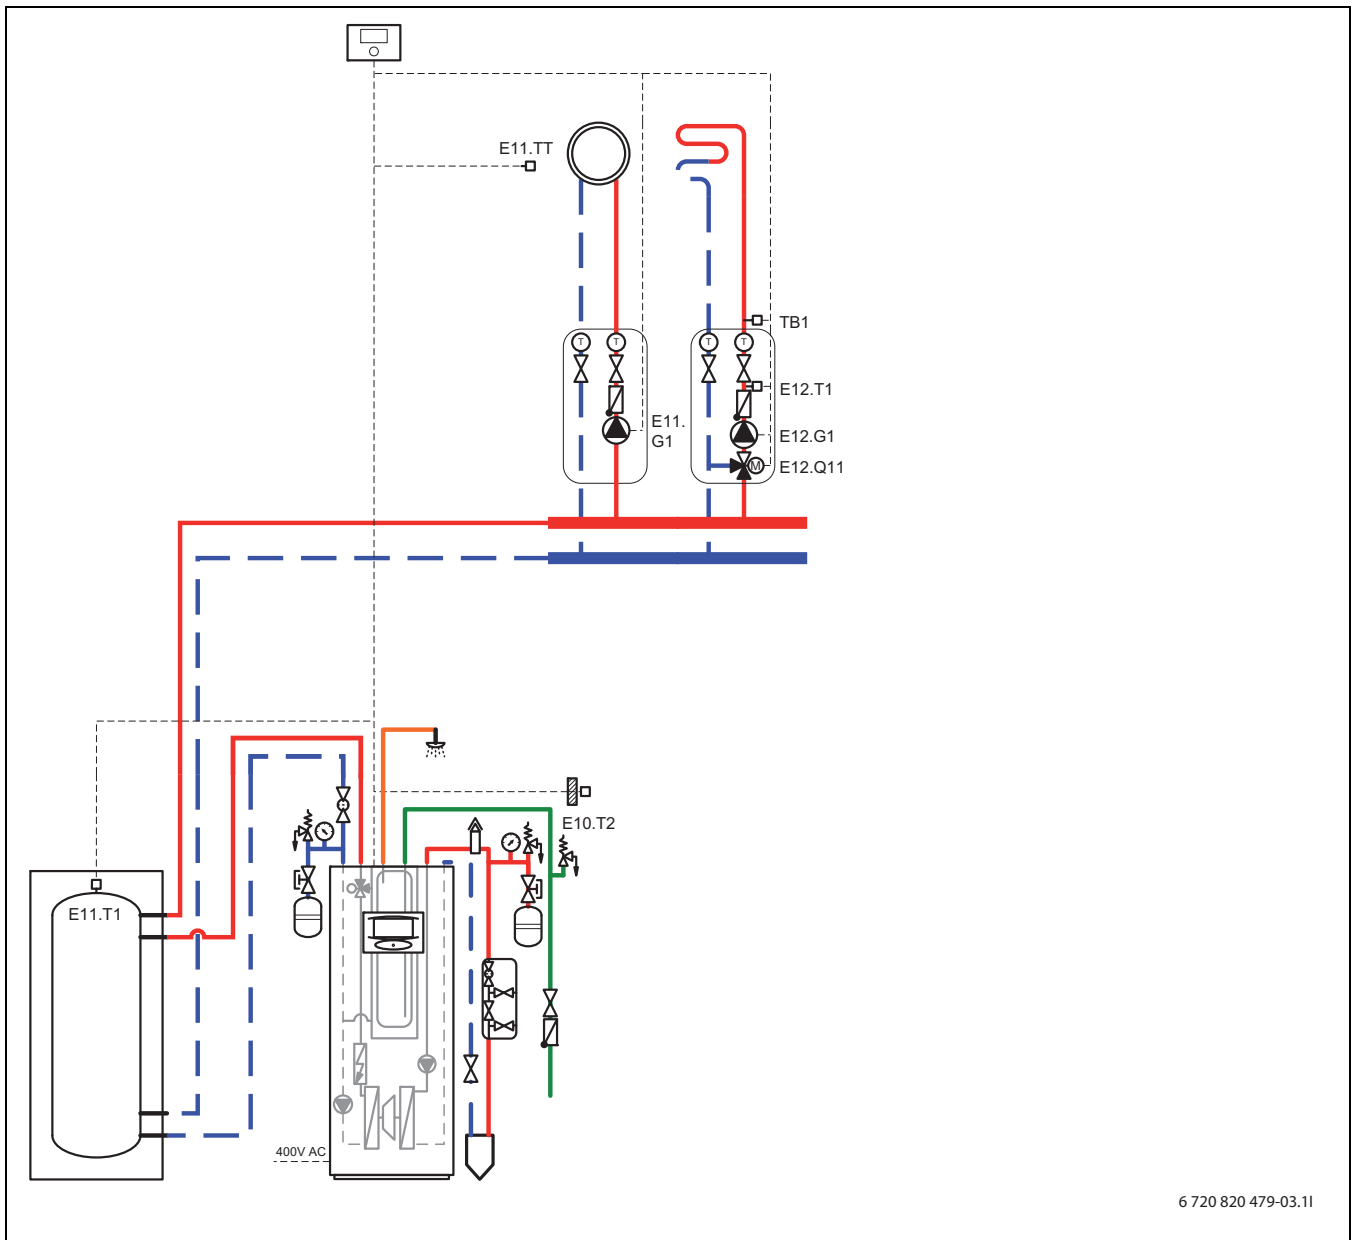 E11.TT
T
T
T
T
TB1
E12.T1
E11.
G1
E12.G1
M
E12.Q11
E10.T2
E11.T1
400V AC
6 720 820 479-03.1I